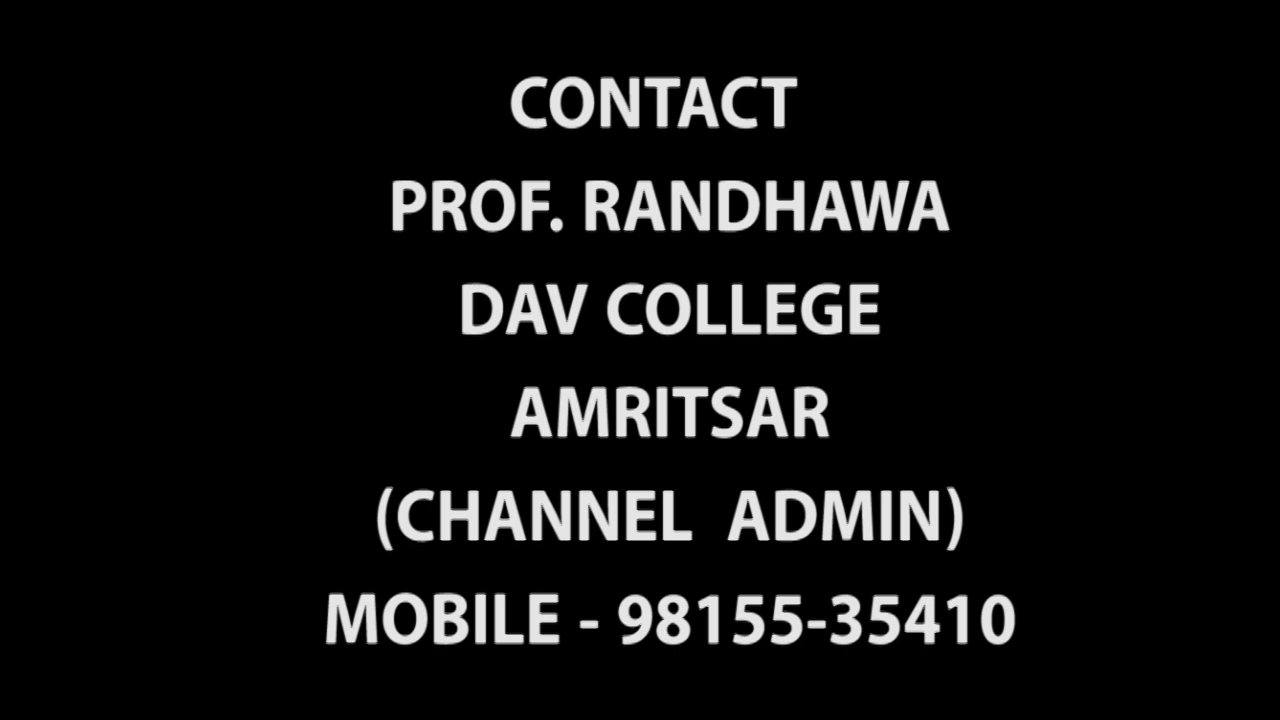 CONTACT
PROF. RANDHAWA
DAV COLLEGE
AMRITSAR
(CHANNEL ADMIN)
MOBILE - 98155-35410